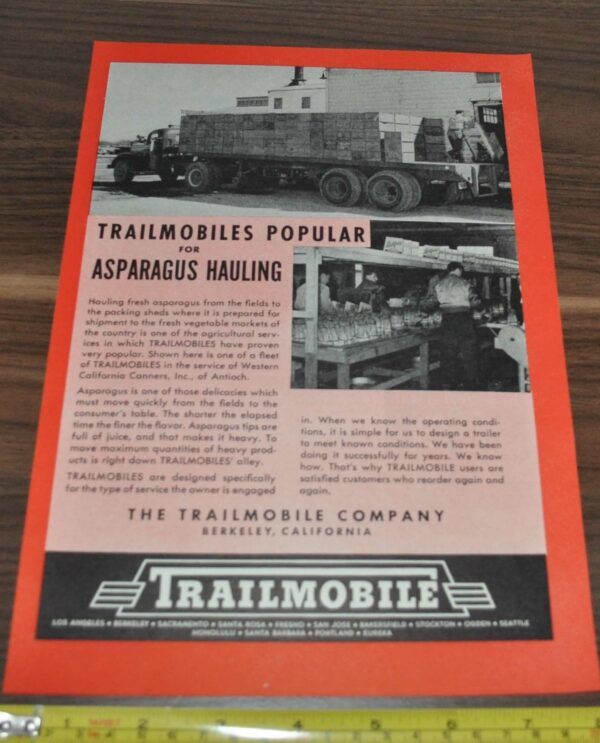 TRAILMOBILES POPULAR
FOR
ASPARAGUS HAULING
Hauling fresh asparagus from the fields to
the packing sheds where it is prepared for
shipment to the fresh vegetable markets of
the country is one of the agricultural serv-
ices in which TRAILMOBILES have proven
very popular. Shown here is one of a fleet
of TRAILMOBILES in the service of Western
California Canners, Inc., of Antioch.
Asparagus is one of those delicacies which
must move quickly from the fields to the
consumer's table. The shorter the elapsed
time the finer the flavor. Asparagus tips are
full of juice, and that makes it heavy. To
move maximum quantities of heavy prod-
ucts is right down TRAILMOBILES' alley.
TRAILMOBILES are designed specifically
for the type of service the owner is engaged
in. When we know the operating condi-
tions, it is simple for us to design a trailer
to meet known conditions. We have been
doing it successfully for years. We know
how. That's why TRAILMOBILE users are
satisfied customers who reorder again and
again.
THE TRAILMOBILE COMPANY
BERKELEY, CALIFORNIA
TRAILMOBILE
LOS ANGELES • BERKELEY • SACRAMENTO • SANTA ROSA • FRESNO • SAN JOSE • BAKERSFIELD • STOCKTON • OGDEN • SEATTLE
HONOLULU • SANTA BARBARA • PORTLAND • EUREKA
1 2 3 4 5 6 7